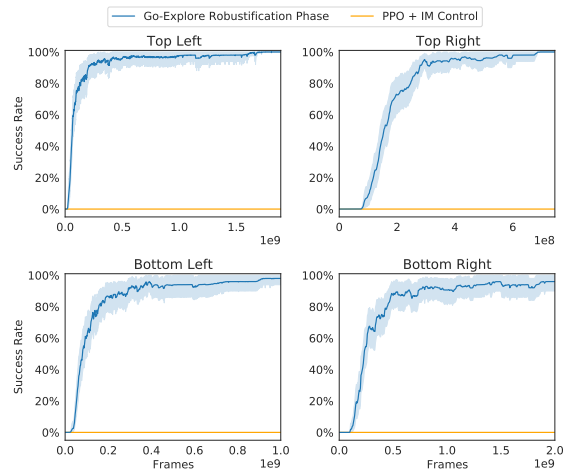 Go-Explore Robustification Phase PPO + IM Control
Top Left Top Right
100% 100%
80% 80%
60% 60%
40% 40%
20% 20%
0% 0%
Success Rate
0.0 0.5 1.0 1.5 0 2 4 6
1e9 1e8
Bottom Left Bottom Right
100% 100%
80% 80%
60% 60%
40% 40%
20% 20%
0% 0%
Success Rate
0.0 0.2 0.4 0.6 0.8 1.0 0.0 0.5 1.0 1.5 2.0
Frames 1e9 Frames 1e9